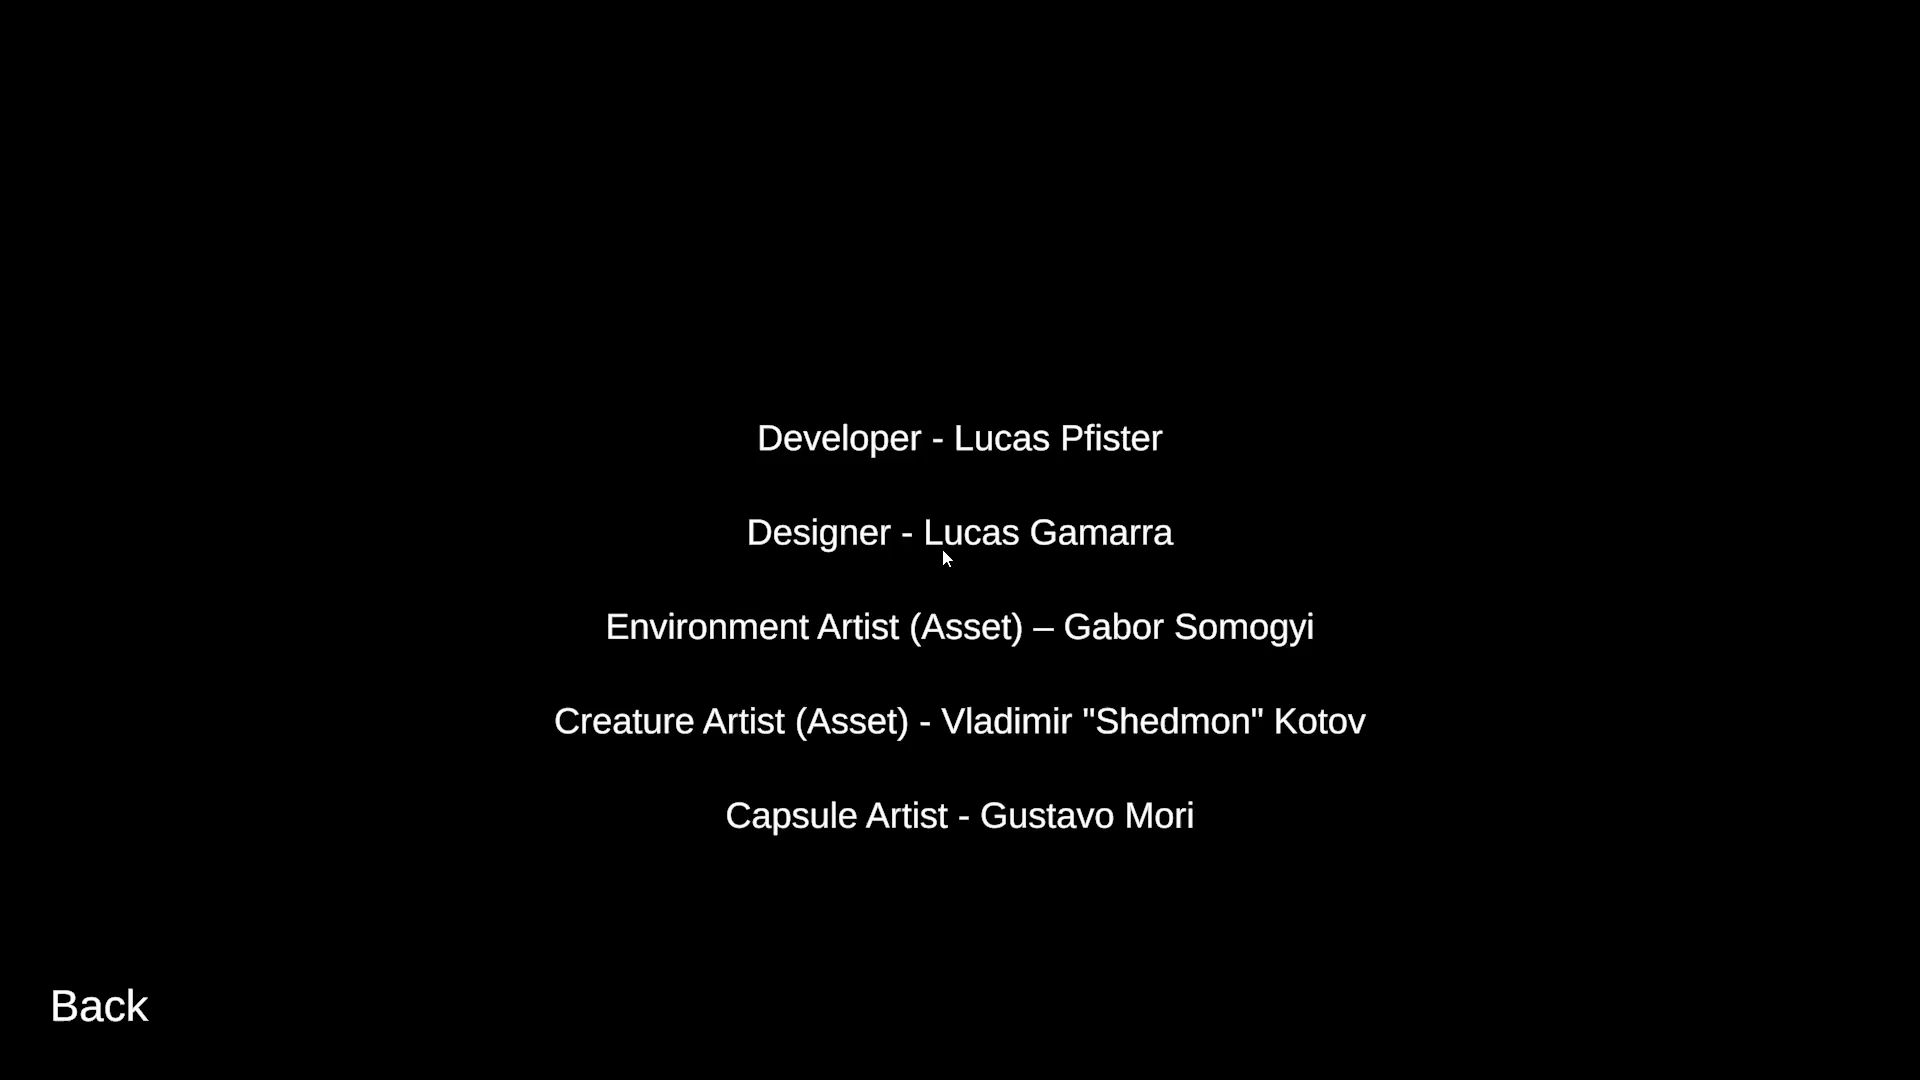 Developer - Lucas Pfister
Designer - Lucas Gamarra
Environment Artist (Asset) – Gabor Somogyi
Creature Artist (Asset) - Vladimir "Shedmon" Kotov
Capsule Artist - Gustavo Mori
Back